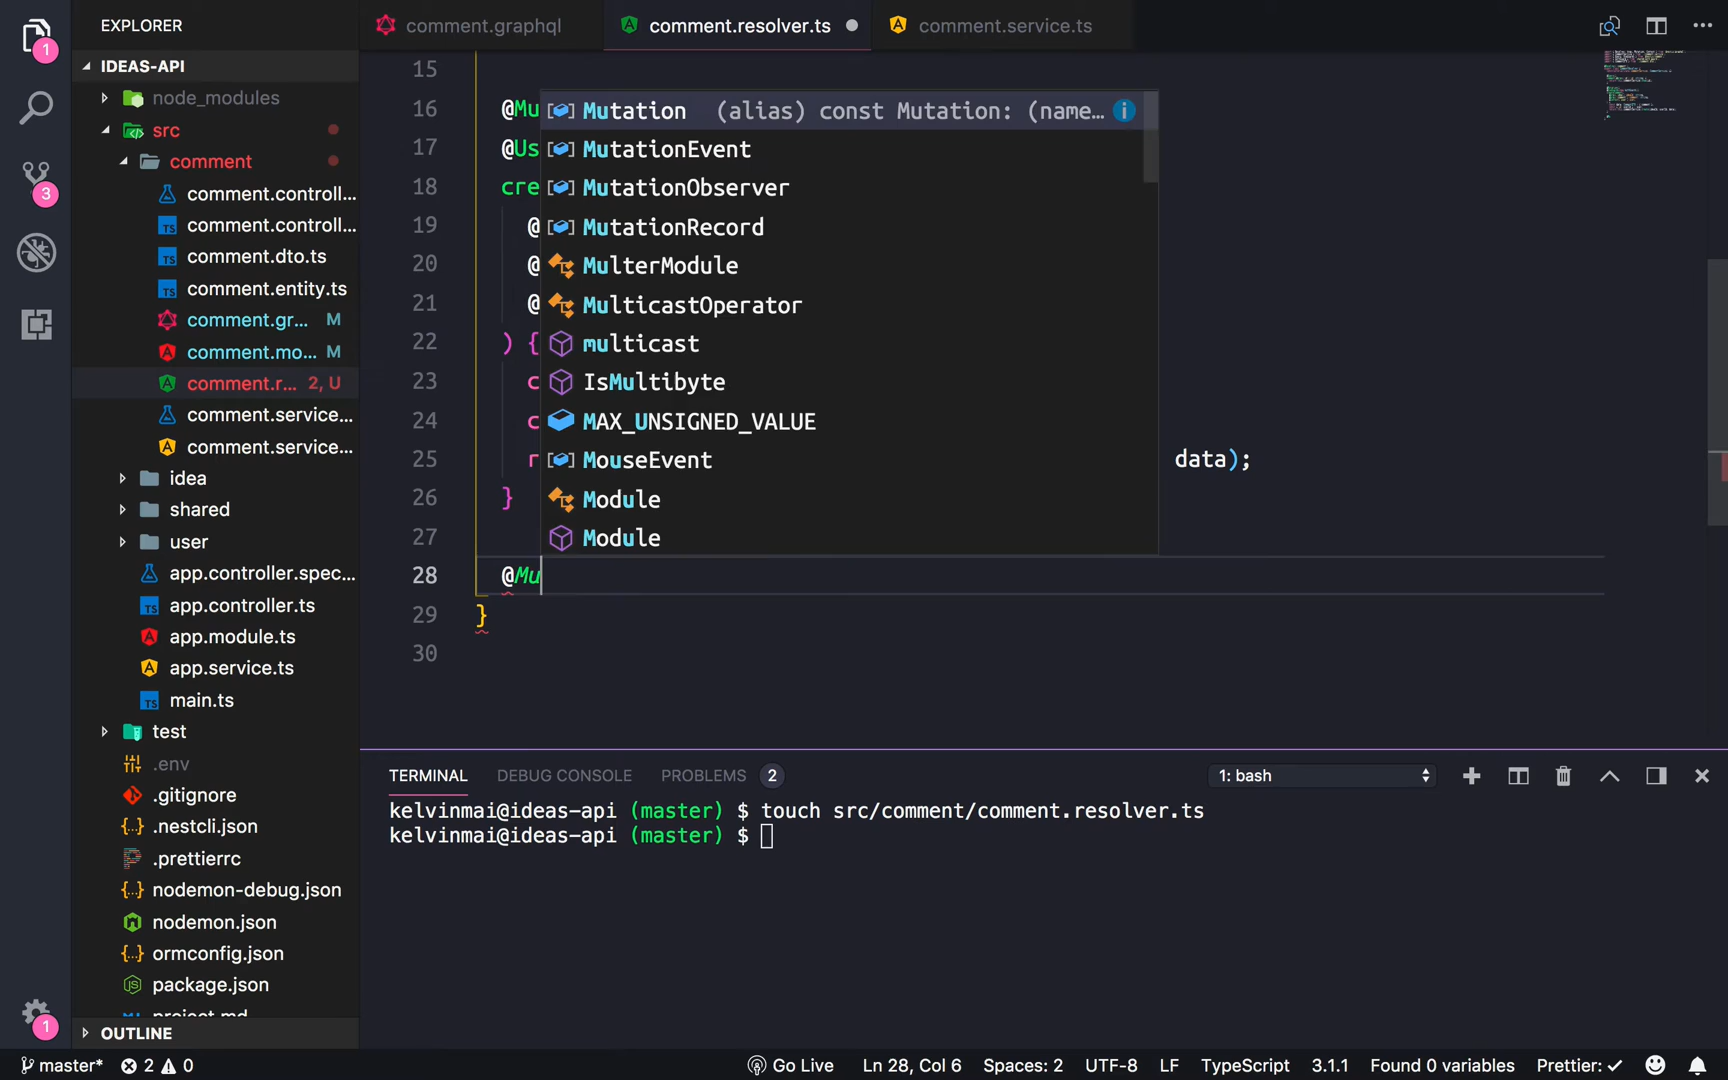 EXPLORER
comment.graphql
comment.resolver.ts
comment.service.ts
IDEAS-API
node_modules
src
comment
comment.controll...
comment.controll...
comment.dto.ts
comment.entity.ts
comment.gr... M
comment.mo... M
comment.r... 2, U
comment.service...
comment.service...
idea
shared
user
app.controller.spec...
app.controller.ts
app.module.ts
app.service.ts
main.ts
test
.env
.gitignore
.nestcli.json
.prettierrc
nodemon-debug.json
nodemon.json
ormconfig.json
package.json
project.md
OUTLINE
1
3
1
15
16 @Mu
17 @Us
18 cre
19 @
20 @
21 @
22 ) {
23 c
24 c
25 r data);
26 }
27
28 @Mu
29 }
30
Mutation (alias) const Mutation: (name...
MutationEvent
MutationObserver
MutationRecord
MulterModule
MulticastOperator
multicast
IsMultibyte
MAX_UNSIGNED_VALUE
MouseEvent
Module
Module
TERMINAL DEBUG CONSOLE PROBLEMS 2 1: bash
kelvinmai@ideas-api (master) $ touch src/comment/comment.resolver.ts
kelvinmai@ideas-api (master) $
master* 2 0 Go Live Ln 28, Col 6 Spaces: 2 UTF-8 LF TypeScript 3.1.1 Found 0 variables Prettier: ✓